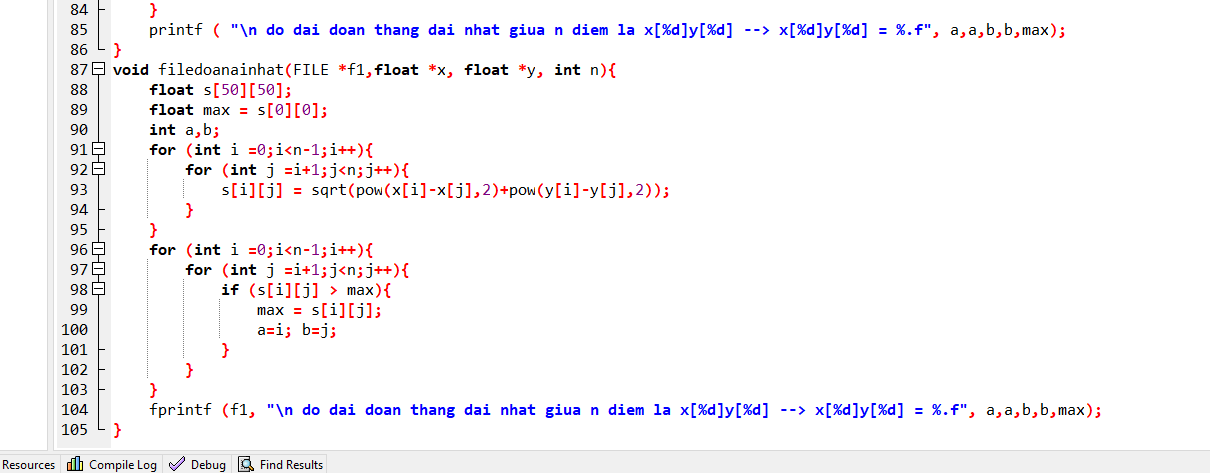 84 }
85 printf ( "\n do dai doan thang dai nhat giua n diem la x[%d]y[%d] --> x[%d]y[%d] = %.f", a,a,b,b,max);
86 }
87 void filedoanainhat(FILE *f1,float *x, float *y, int n){
88 float s[50][50];
89 float max = s[0][0];
90 int a,b;
91 for (int i =0;i<n-1;i++){
92 for (int j =i+1;j<n;j++){
93 s[i][j] = sqrt(pow(x[i]-x[j],2)+pow(y[i]-y[j],2));
94 }
95 }
96 for (int i =0;i<n-1;i++){
97 for (int j =i+1;j<n;j++){
98 if (s[i][j] > max){
99 max = s[i][j];
100 a=i; b=j;
101 }
102 }
103 }
104 fprintf (f1, "\n do dai doan thang dai nhat giua n diem la x[%d]y[%d] --> x[%d]y[%d] = %.f", a,a,b,b,max);
105 }
Resources Compile Log Debug Find Results